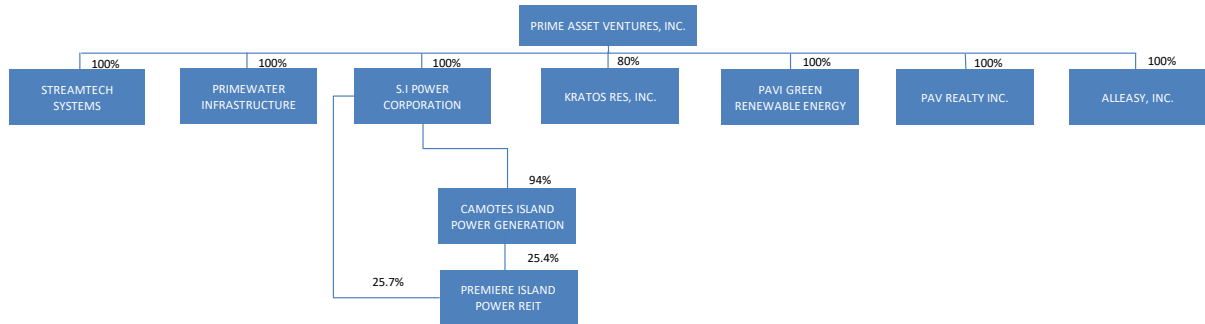 PRIME ASSET VENTURES, INC.
100%
100%
100%
80%
100%
100%
100%
STREAMTECH
SYSTEMS
PRIMEWATER
INFRASTRUCTURE
S.I P0WER
CORPORATION
KRATOS RES, INC.
PAVI GREEN
RENEWABLE ENERGY
PAV REALTY INC.
ALLEASY, INC.
94%
CAMOTES ISLAND
POWER GENERATION
25.4%
25.7%
PREMIERE ISLAND
POWER REIT